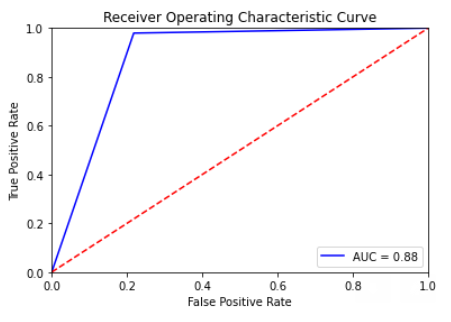 Receiver Operating Characteristic Curve
1.0
0.8
0.6
0.4
0.2
0.0
True Positive Rate
AUC = 0.88
0.0 0.2 0.4 0.6 0.8 1.0
False Positive Rate